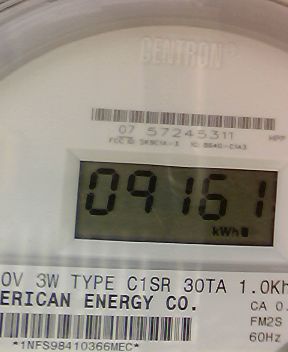 CENTRON®
07 57245311
09161
kWh
0V 3W TYPE C1SR 30TA 1.0Kh
ERICAN ENERGY CO.
CA 0.
FM2S
60Hz
*1NFS98410366MEC*